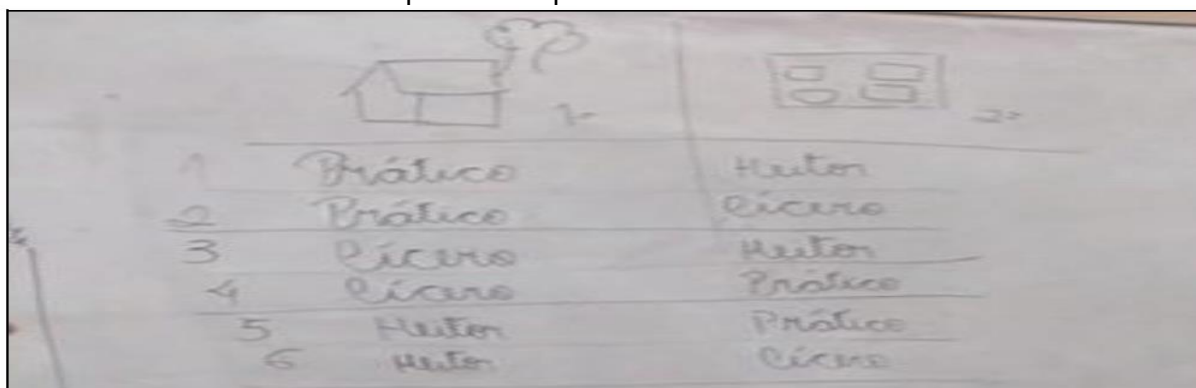 1- 2-
1 Prático Heitor
2 Prático Cícero
3 Cícero Heitor
4 Cícero Prático
5 Heitor Prático
6 Heitor Cícero